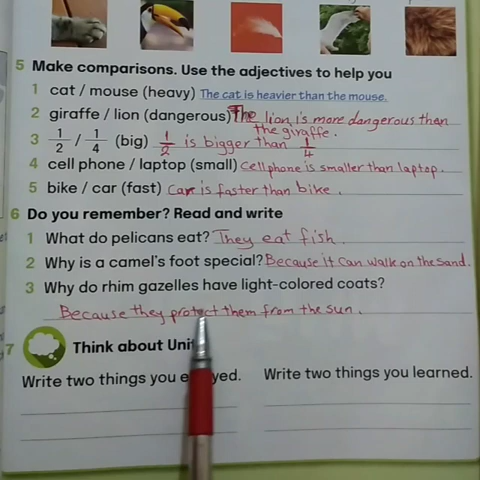 5 Make comparisons. Use the adjectives to help you
1 cat / mouse (heavy) The cat is heavier than the mouse.
2 giraffe / lion (dangerous) The lion is more dangerous than
the giraffe.
3 1/2 / 1/4 (big) 1/2 is bigger than 1/4
4 cell phone / laptop (small) Cell phone is smaller than laptop.
5 bike / car (fast) Car is faster than bike.
6 Do you remember? Read and write
1 What do pelicans eat? They eat fish.
2 Why is a camel's foot special? Because it can walk on the sand.
3 Why do rhim gazelles have light-colored coats?
Because they protect them from the sun.
7 Think about Unit
Write two things you enjoyed. Write two things you learned.